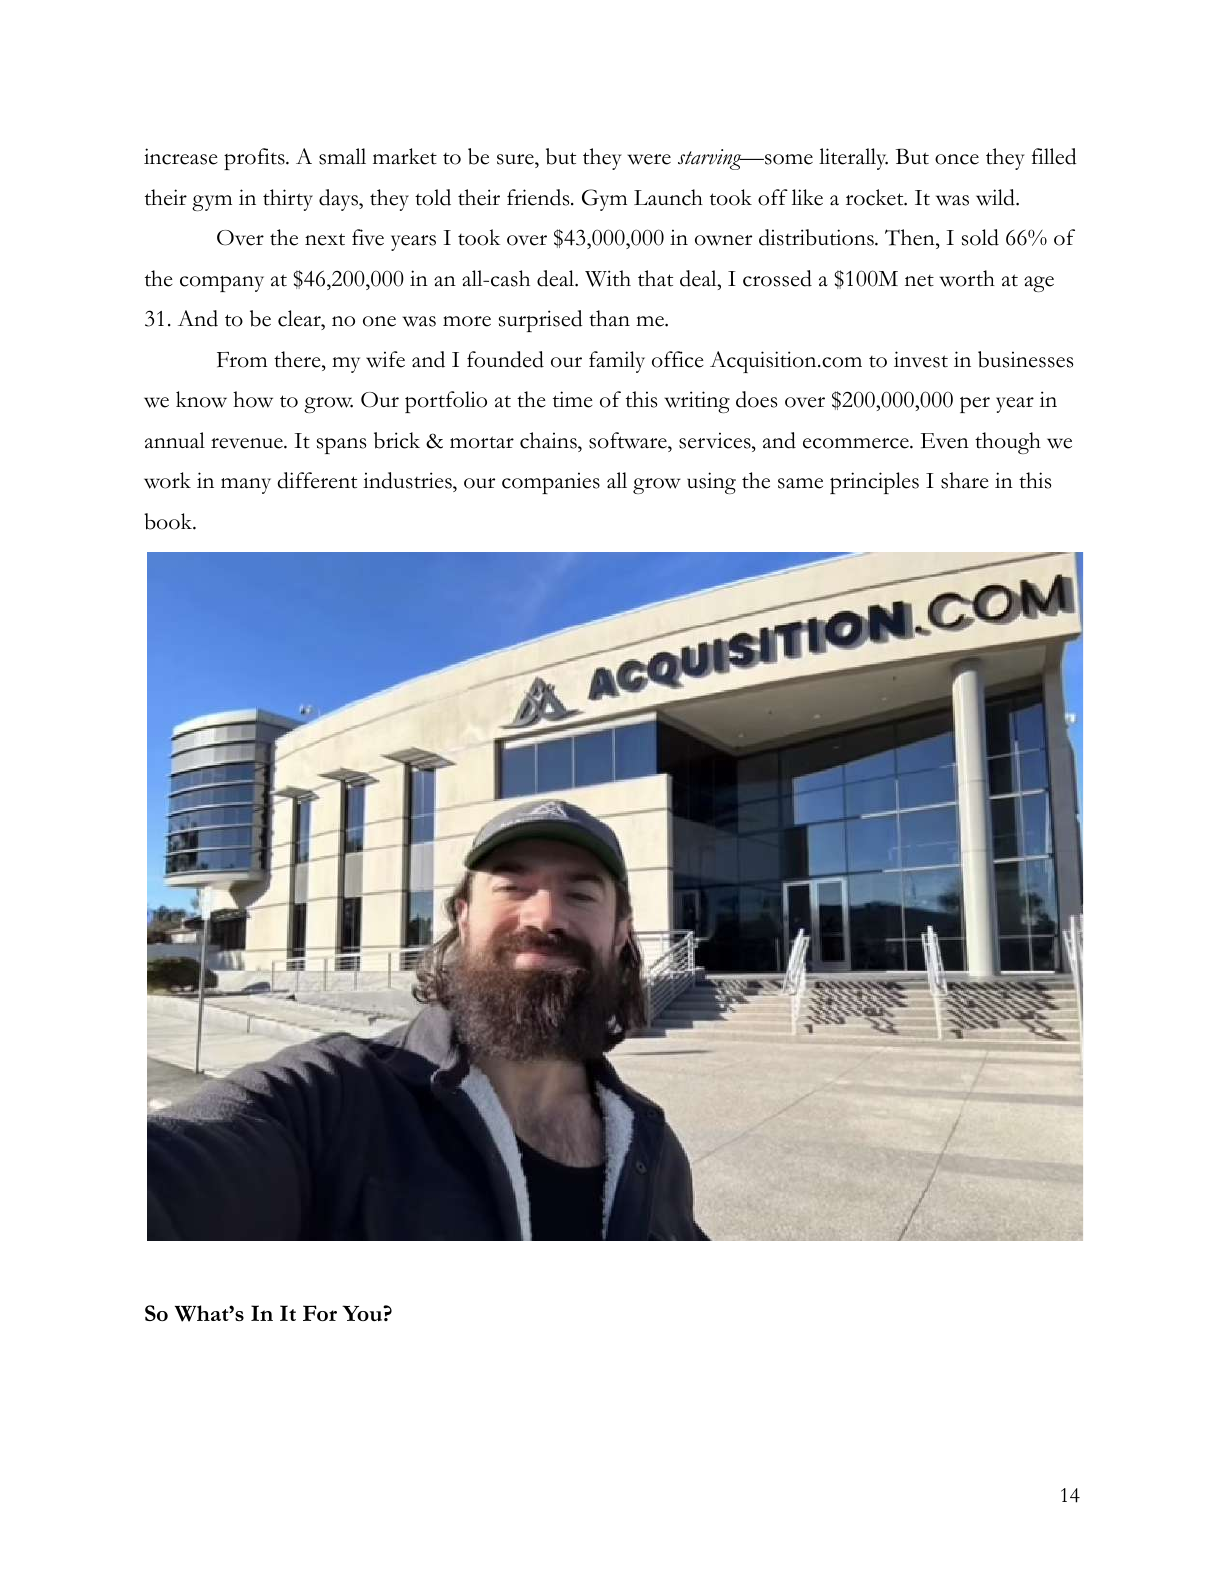 increase profits. A small market to be sure, but they were starving—some literally. But once they filled
their gym in thirty days, they told their friends. Gym Launch took off like a rocket. It was wild.
Over the next five years I took over $43,000,000 in owner distributions. Then, I sold 66% of
the company at $46,200,000 in an all-cash deal. With that deal, I crossed a $100M net worth at age
31. And to be clear, no one was more surprised than me.
From there, my wife and I founded our family office Acquisition.com to invest in businesses
we know how to grow. Our portfolio at the time of this writing does over $200,000,000 per year in
annual revenue. It spans brick & mortar chains, software, services, and ecommerce. Even though we
work in many different industries, our companies all grow using the same principles I share in this
book.
ACQUISITION.COM
So What’s In It For You?
14